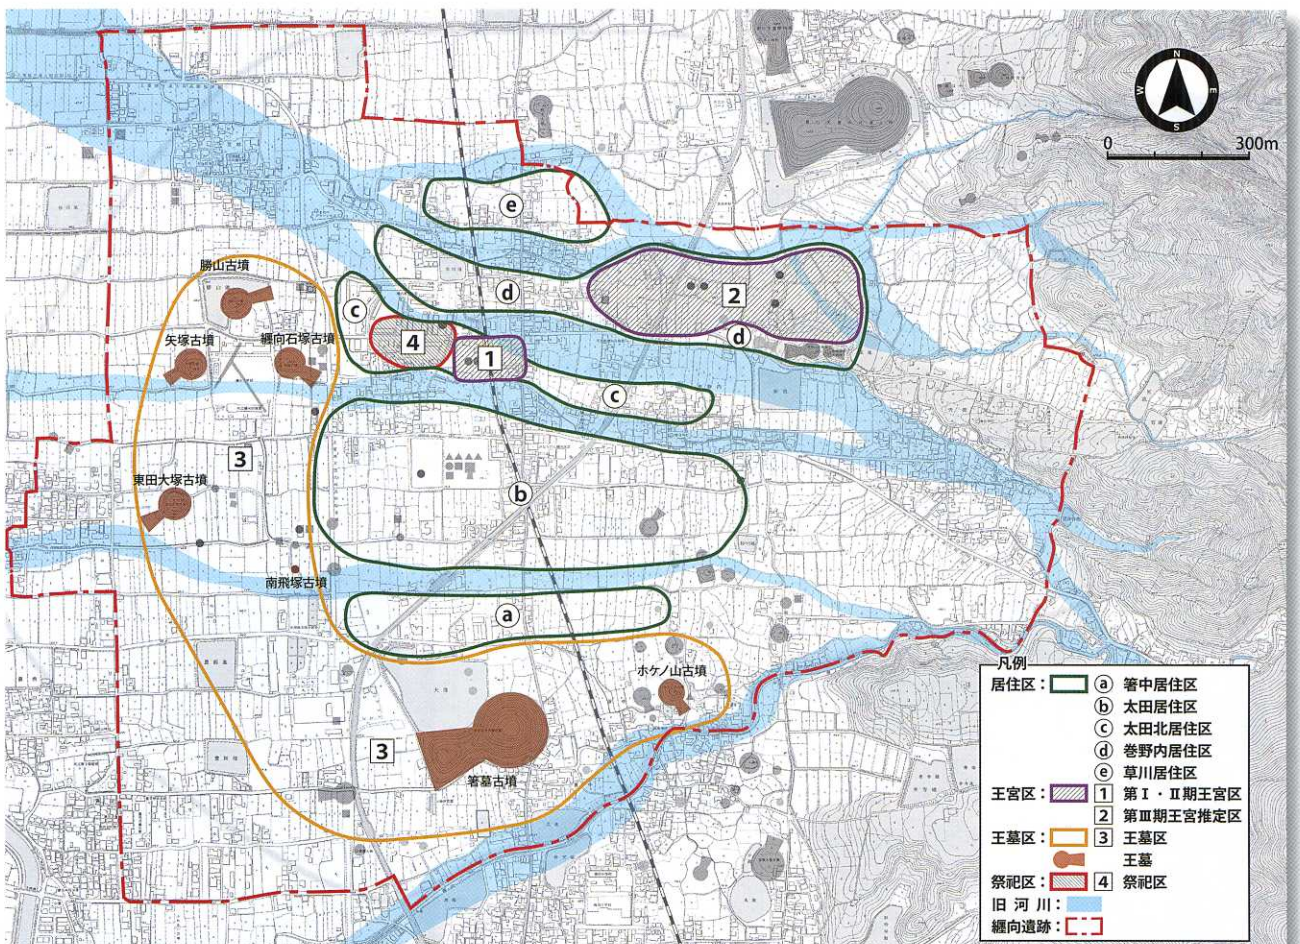 N
W
E
S
0 300m
e
勝山古墳
d
2
c
矢塚古墳
纒向石塚古墳
4
1
d
c
3
東田大塚古墳
b
南飛塚古墳
a
ホケノ山古墳
3
箸墓古墳
凡例
居住区： a 箸中居住区
b 太田居住区
c 太田北居住区
d 巻野内居住区
e 草川居住区
王宮区： 1 第Ⅰ・Ⅱ期王宮区
2 第Ⅲ期王宮推定区
王墓区： 3 王墓区
王墓
祭祀区： 4 祭祀区
旧河川：
纒向遺跡：